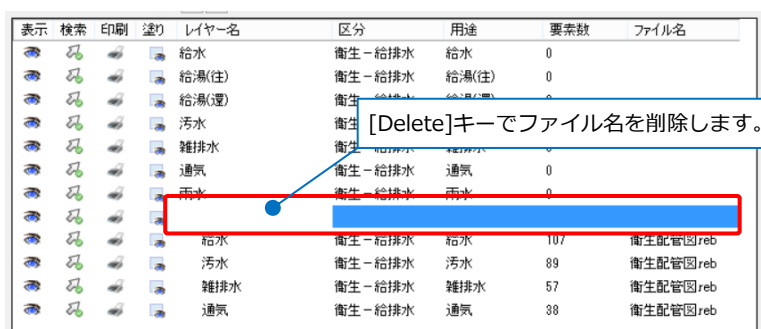 表示 検索 印刷 塗り レイヤー名 区分 用途 要素数 ファイル名
給水 衛生－給排水 給水 0
給湯(往) 衛生－給排水 給湯(往) 0
給湯(還)
汚水
雑排水
[Delete]キーでファイル名を削除します。
通気 衛生－給排水 通気 0
雨水 衛生－給排水 雨水 0
給水 衛生－給排水 給水 107 衛生配管図.reb
汚水 衛生－給排水 汚水 89 衛生配管図.reb
雑排水 衛生－給排水 雑排水 57 衛生配管図.reb
通気 衛生－給排水 通気 38 衛生配管図.reb